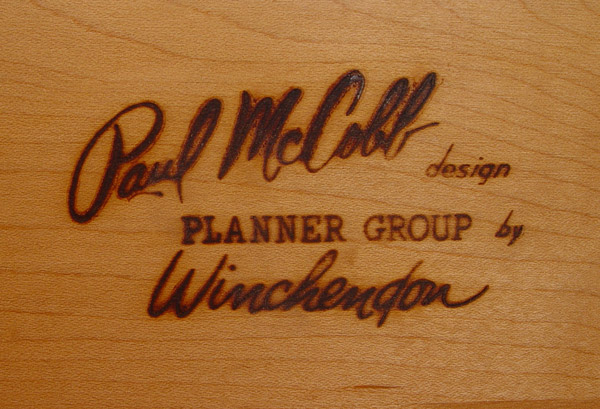 Paul McCobb design
PLANNER GROUP by
Winchendon